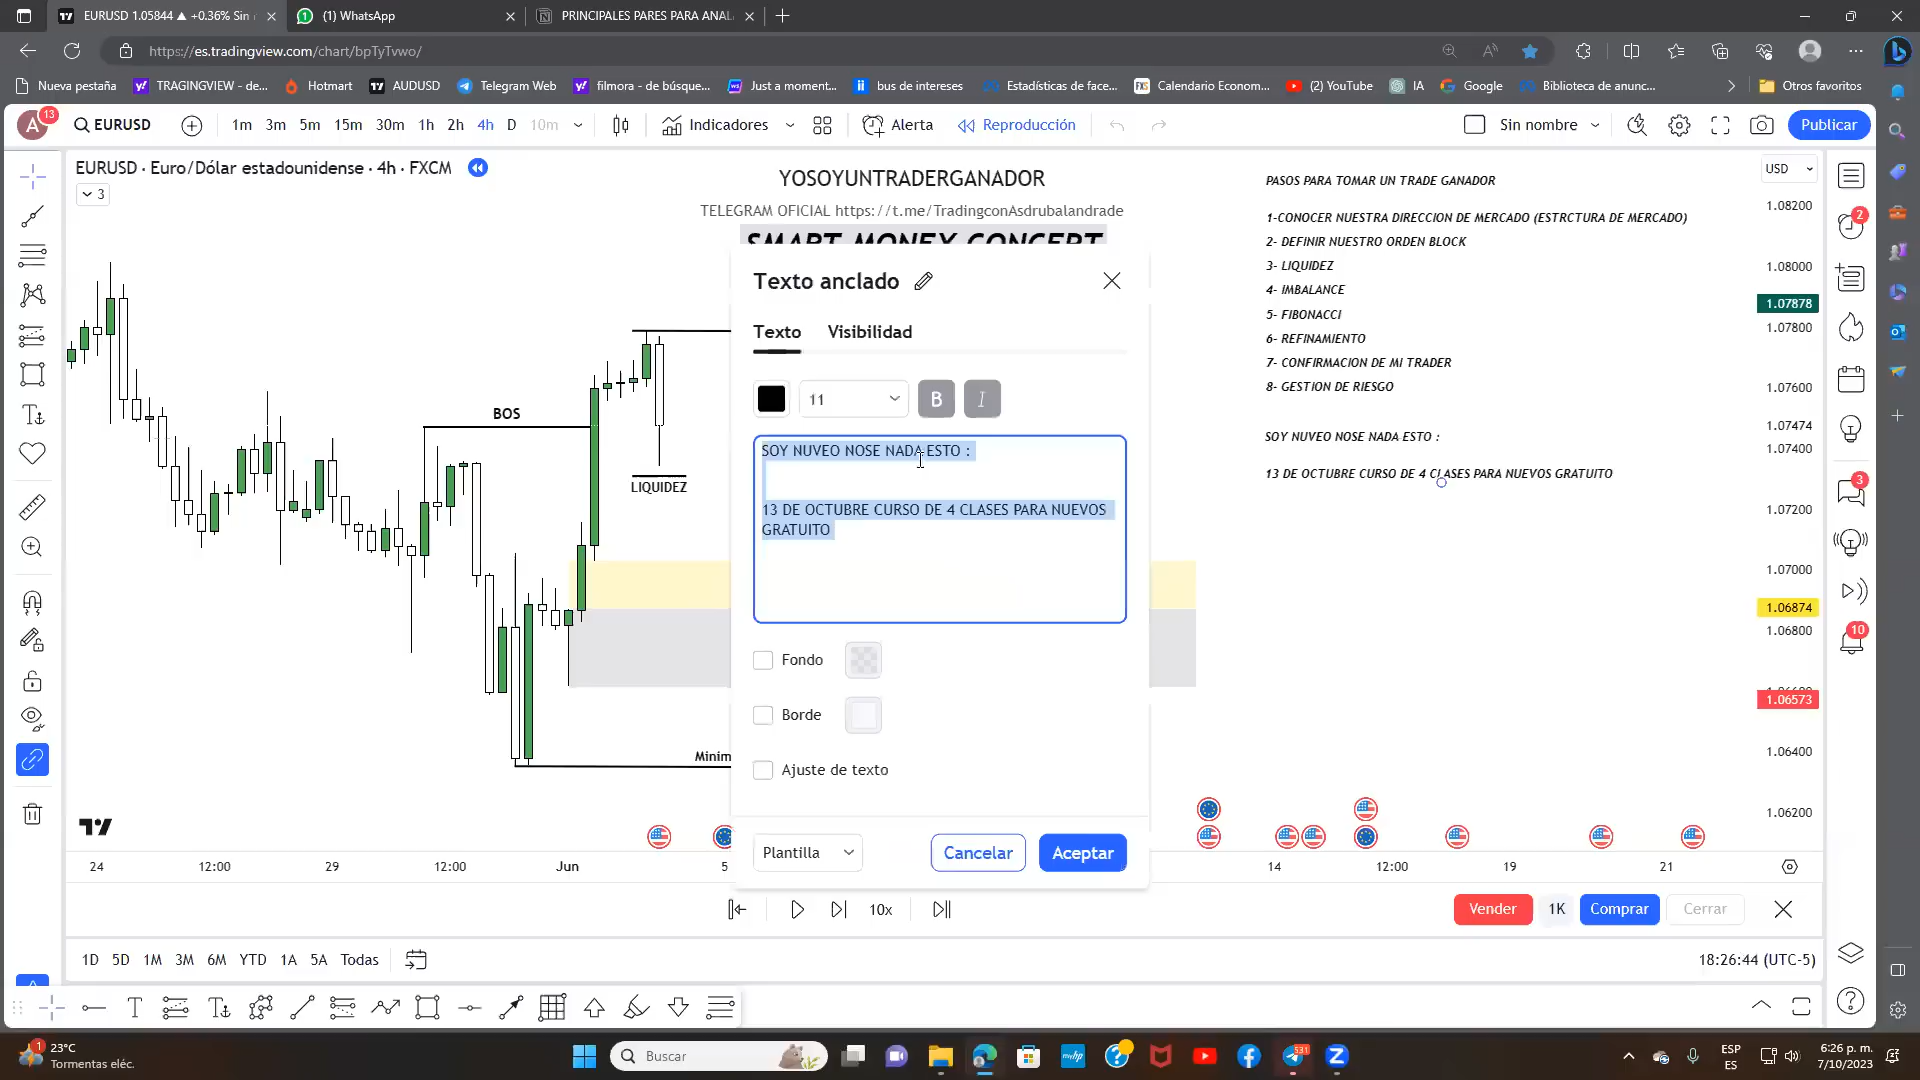 EURUSD 1.05844 ▲ +0.36% Sin
(1) WhatsApp
PRINCIPALES PARES PARA ANAL
https://es.tradingview.com/chart/bpTyTvwo/
Nueva pestaña
TRAGINGVIEW - de...
Hotmart
AUDUSD
Telegram Web
filmora - de búsque...
Just a moment...
bus de intereses
Estadísticas de face...
Calendario Econom...
(2) YouTube
IA
Google
Biblioteca de anunc...
Otros favoritos
A
13
EURUSD
1m 3m 5m 15m 30m 1h 2h 4h D 10m
Indicadores
Alerta
Reproducción
Sin nombre
Publicar
EURUSD · Euro/Dólar estadounidense · 4h · FXCM
3
YOSOYUNTRADERGANADOR
TELEGRAM OFICIAL https://t.me/TradingconAsdrubalandrade
SMART MONEY CONCEPT
PASOS PARA TOMAR UN TRADE GANADOR
1-CONOCER NUESTRA DIRECCION DE MERCADO (ESTRCTURA DE MERCADO)
2- DEFINIR NUESTRO ORDEN BLOCK
3- LIQUIDEZ
4- IMBALANCE
5- FIBONACCI
6- REFINAMIENTO
7- CONFIRMACION DE MI TRADER
8- GESTION DE RIESGO
SOY NUVEO NOSE NADA ESTO :
13 DE OCTUBRE CURSO DE 4 CLASES PARA NUEVOS GRATUITO
USD
1.08200
1.08000
1.07878
1.07800
1.07600
1.07474
1.07400
1.07200
1.07000
1.06874
1.06800
1.06573
1.06400
1.06200
2
3
10
BOS
LIQUIDEZ
Minim
Texto anclado
Texto
Visibilidad
11
B
I
SOY NUVEO NOSE NADA ESTO :
13 DE OCTUBRE CURSO DE 4 CLASES PARA NUEVOS
GRATUITO
Fondo
Borde
Ajuste de texto
Plantilla
Cancelar
Aceptar
24 12:00 29 12:00 Jun 5 14 12:00 19 21
10x
Vender
1K
Comprar
Cerrar
1D 5D 1M 3M 6M YTD 1A 5A Todas
18:26:44 (UTC-5)
1
23°C
Tormentas eléc.
Buscar
531
ESP
ES
6:26 p. m.
7/10/2023